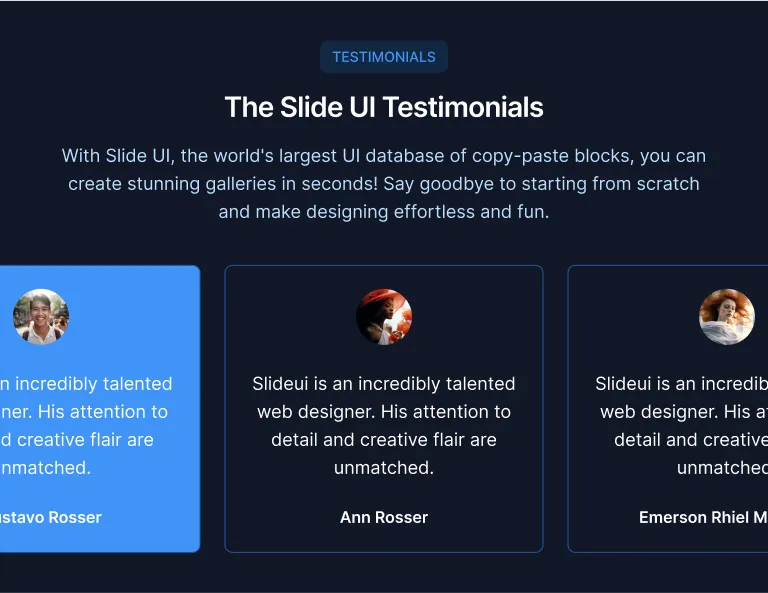 TESTIMONIALS
The Slide UI Testimonials
With Slide UI, the world's largest UI database of copy-paste blocks, you can
create stunning galleries in seconds! Say goodbye to starting from scratch
and make designing effortless and fun.
n incredibly talented
ner. His attention to
d creative flair are
nmatched.
stavo Rosser
Slideui is an incredibly talented
web designer. His attention to
detail and creative flair are
unmatched.
Ann Rosser
Slideui is an incredib
web designer. His a
detail and creative
unmatched
Emerson Rhiel M